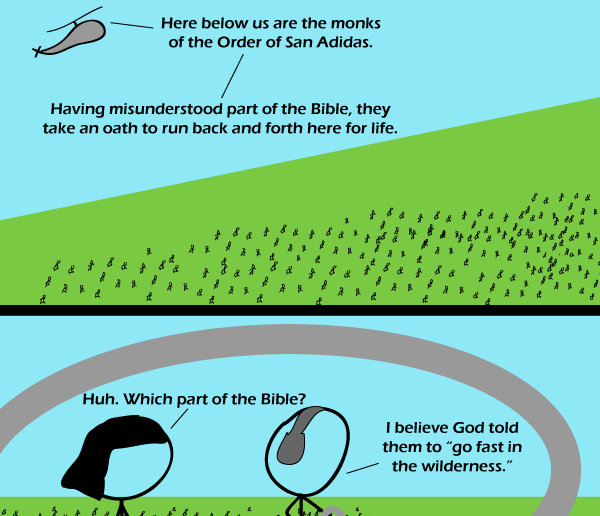 Here below us are the monks
of the Order of San Adidas.
Having misunderstood part of the Bible, they
take an oath to run back and forth here for life.
Huh. Which part of the Bible?
I believe God told
them to “go fast in
the wilderness.”